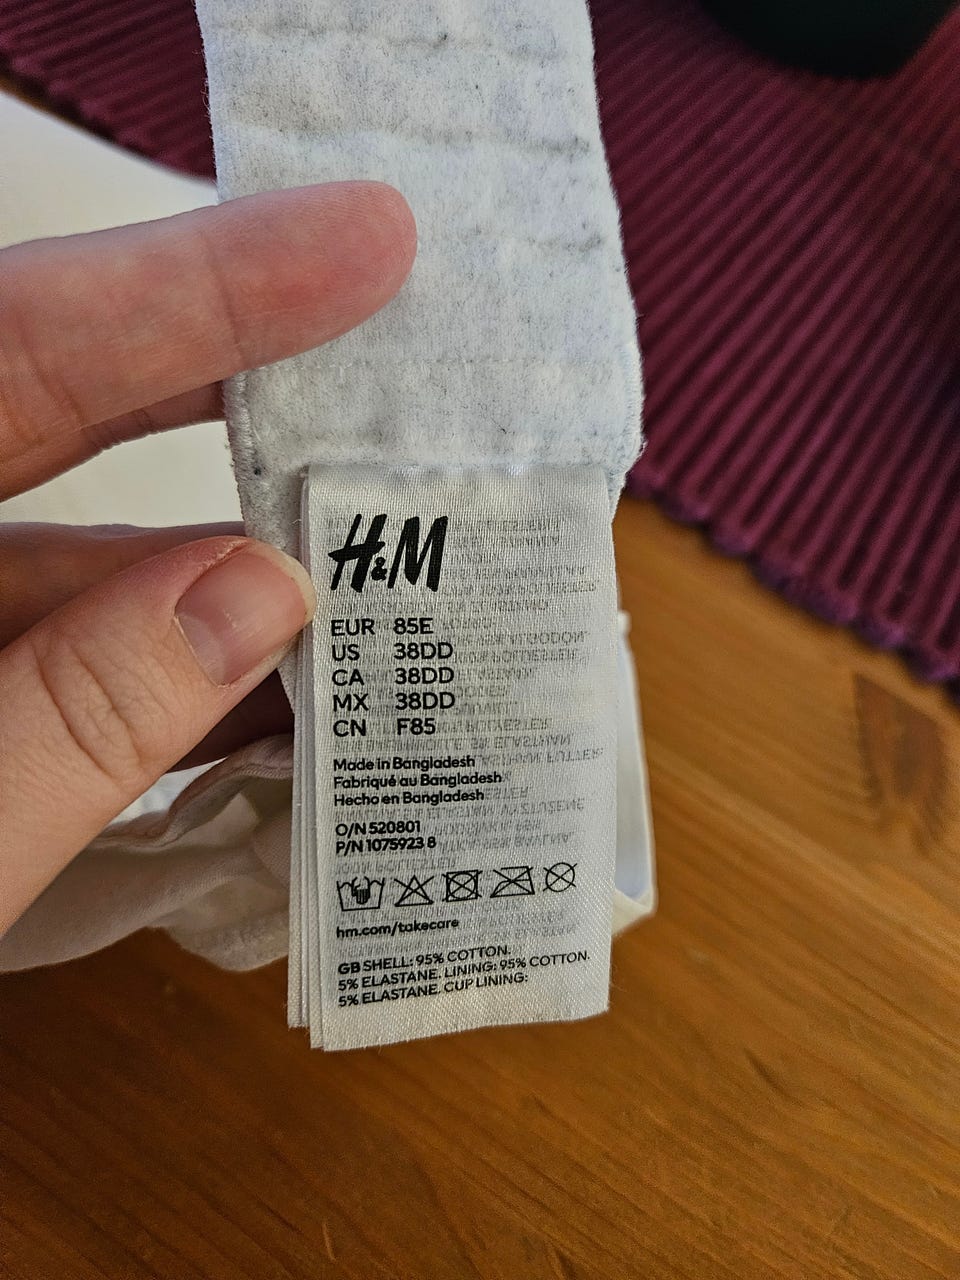 H&M
EUR 85E
US 38DD
CA 38DD
MX 38DD
CN F85
Made in Bangladesh
Fabriqué au Bangladesh
Hecho en Bangladesh
O/N 520801
P/N 1075923 8
hm.com/takecare
GB SHELL: 95% COTTON.
5% ELASTANE. LINING: 95% COTTON.
5% ELASTANE. CUP LINING: